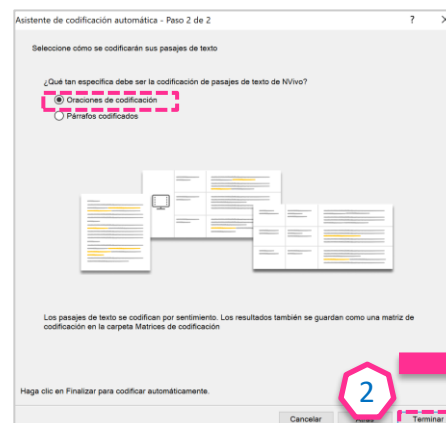 Asistente de codificación automática - Paso 2 de 2 ?
Seleccione cómo se codificarán sus pasajes de texto
¿Qué tan específica debe ser la codificación de pasajes de texto de NVivo?
Oraciones de codificación
Párrafos codificados
Los pasajes de texto se codifican por sentimiento. Los resultados también se guardan como una matriz de
codificación en la carpeta Matrices de codificación
Haga clic en Finalizar para codificar automáticamente.
2
Cancelar Terminar